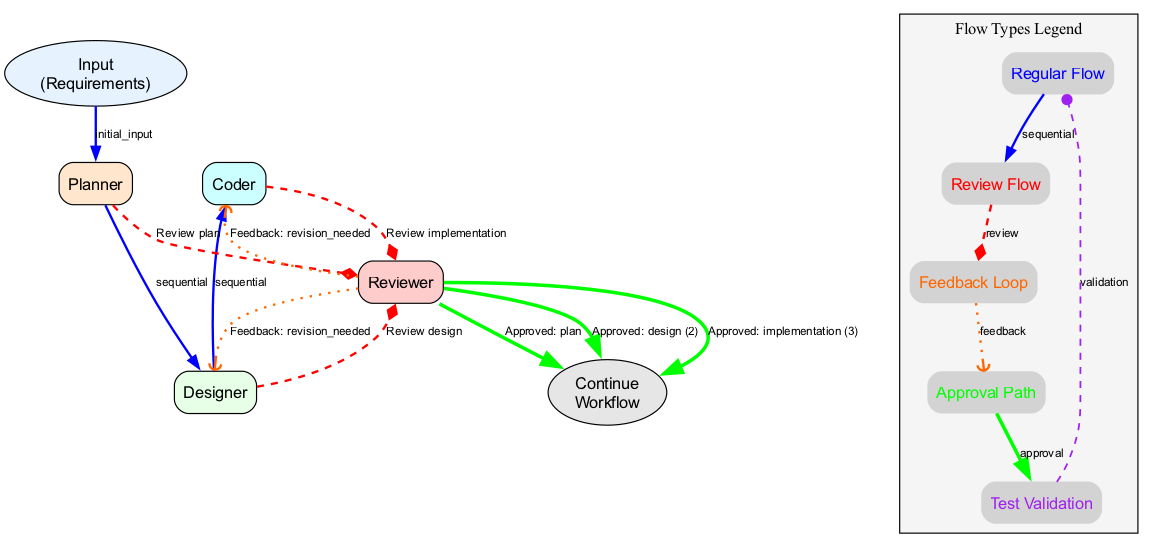 Flow Types Legend
Input
(Requirements)
Regular Flow
initial_input
sequential
Planner
Coder
Review Flow
Review plan
Feedback: revision_needed
Review implementation
review
sequential
sequential
Reviewer
Feedback Loop
validation
Feedback: revision_needed
Review design
Approved: plan
Approved: design (2)
Approved: implementation (3)
feedback
Designer
Continue
Workflow
Approval Path
approval
Test Validation